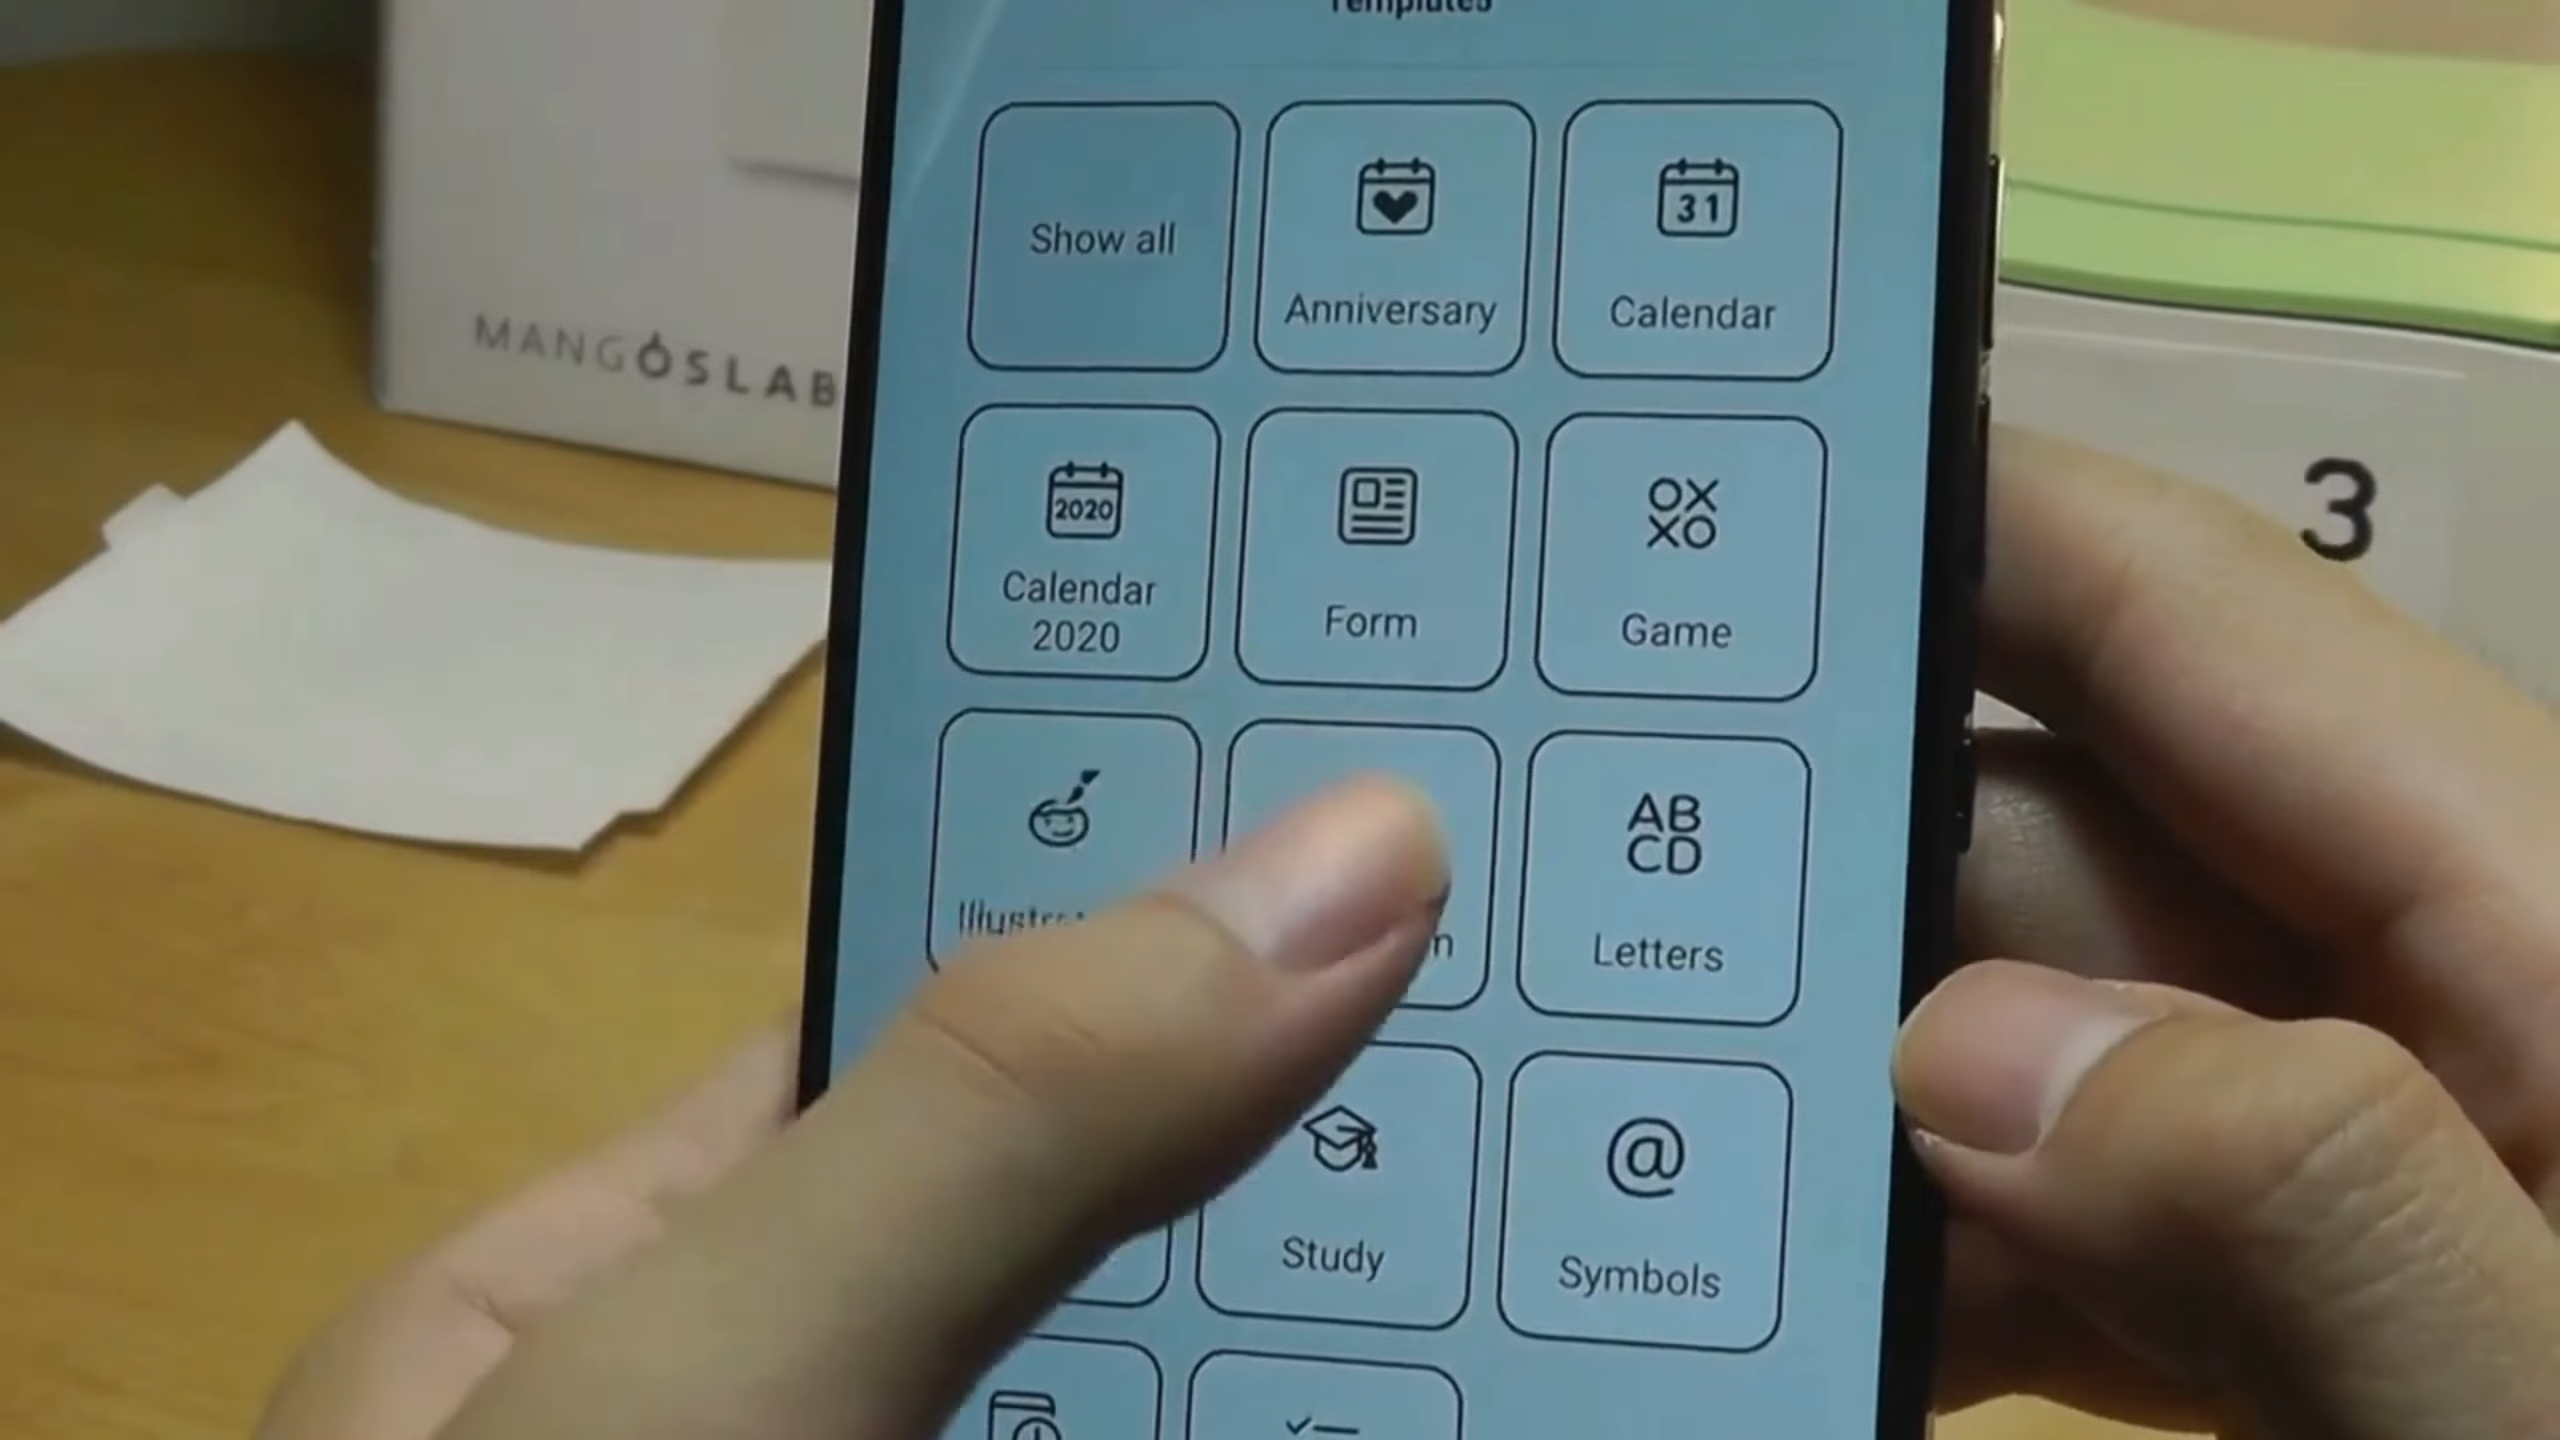 Templates
MANGOSLAB
Show all
Anniversary
31
Calendar
2020
Calendar
2020
Form
OX
XO
Game
3
AB
CD
Letters
Study
@
Symbols